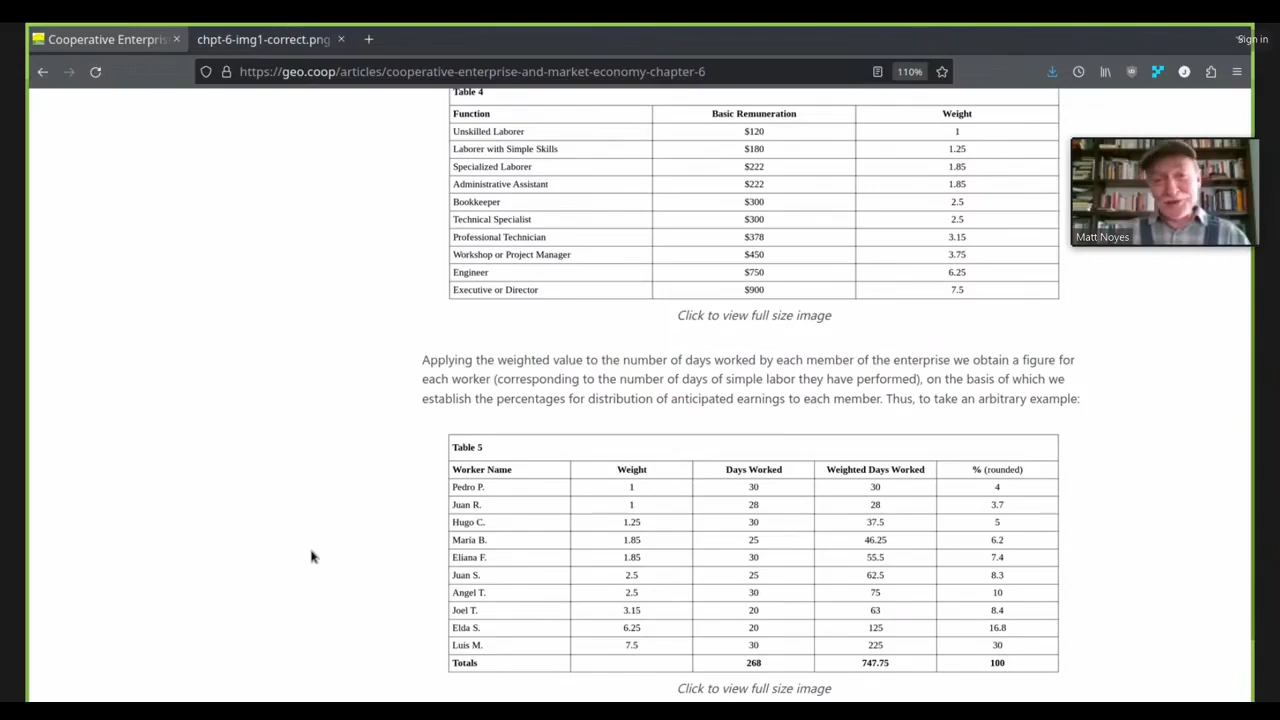 Cooperative Enterpris
chpt-6-img1-correct.png
Sign in
https://geo.coop/articles/cooperative-enterprise-and-market-economy-chapter-6
110%
Table 4
Function Basic Remuneration Weight
Unskilled Laborer $120 1
Laborer with Simple Skills $180 1.25
Specialized Laborer $222 1.85
Administrative Assistant $222 1.85
Bookkeeper $300 2.5
Technical Specialist $300 2.5
Professional Technician $378 3.15
Workshop or Project Manager $450 3.75
Engineer $750 6.25
Executive or Director $900 7.5
Matt Noyes
Click to view full size image
Applying the weighted value to the number of days worked by each member of the enterprise we obtain a figure for
each worker (corresponding to the number of days of simple labor they have performed), on the basis of which we
establish the percentages for distribution of anticipated earnings to each member. Thus, to take an arbitrary example:
Table 5
Worker Name Weight Days Worked Weighted Days Worked % (rounded)
Pedro P. 1 30 30 4
Juan R. 1 28 28 3.7
Hugo C. 1.25 30 37.5 5
María B. 1.85 25 46.25 6.2
Eliana F. 1.85 30 55.5 7.4
Juan S. 2.5 25 62.5 8.3
Angel T. 2.5 30 75 10
Joel T. 3.15 20 63 8.4
Elda S. 6.25 20 125 16.8
Luis M. 7.5 30 225 30
Totals 268 747.75 100
Click to view full size image